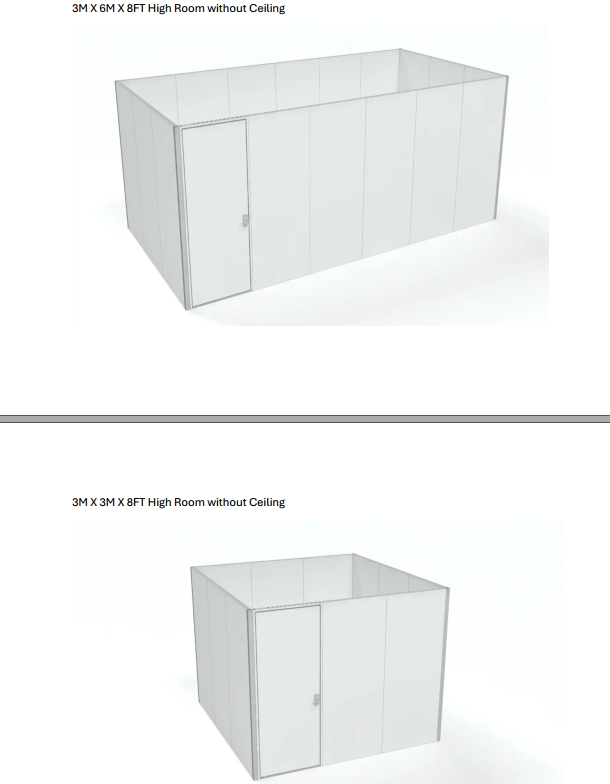 3M X 6M X 8FT High Room without Ceiling
3M X 3M X 8FT High Room without Ceiling